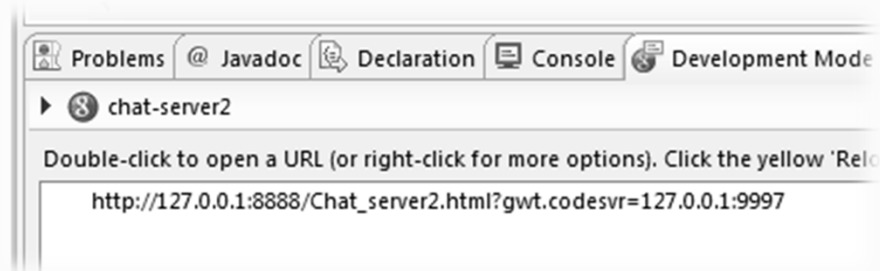 Problems @ Javadoc Declaration Console Development Mode
chat-server2
Double-click to open a URL (or right-click for more options). Click the yellow 'Relo
http://127.0.0.1:8888/Chat_server2.html?gwt.codesvr=127.0.0.1:9997